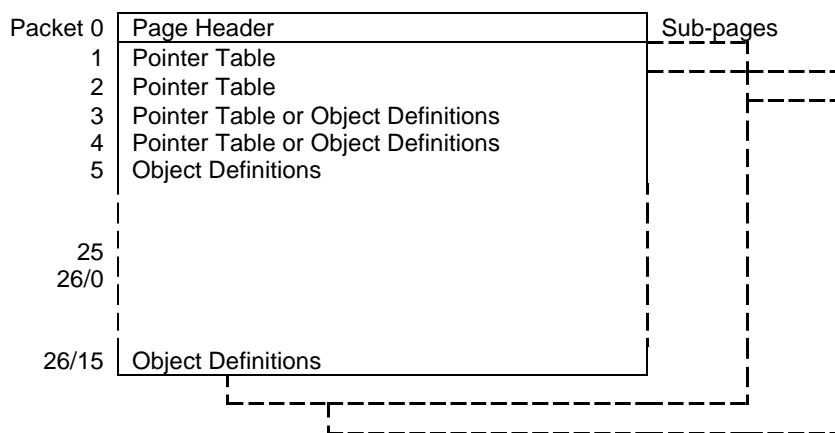 Packet 0 Page Header Sub-pages
1 Pointer Table
2 Pointer Table
3 Pointer Table or Object Definitions
4 Pointer Table or Object Definitions
5 Object Definitions
25
26/0
26/15 Object Definitions